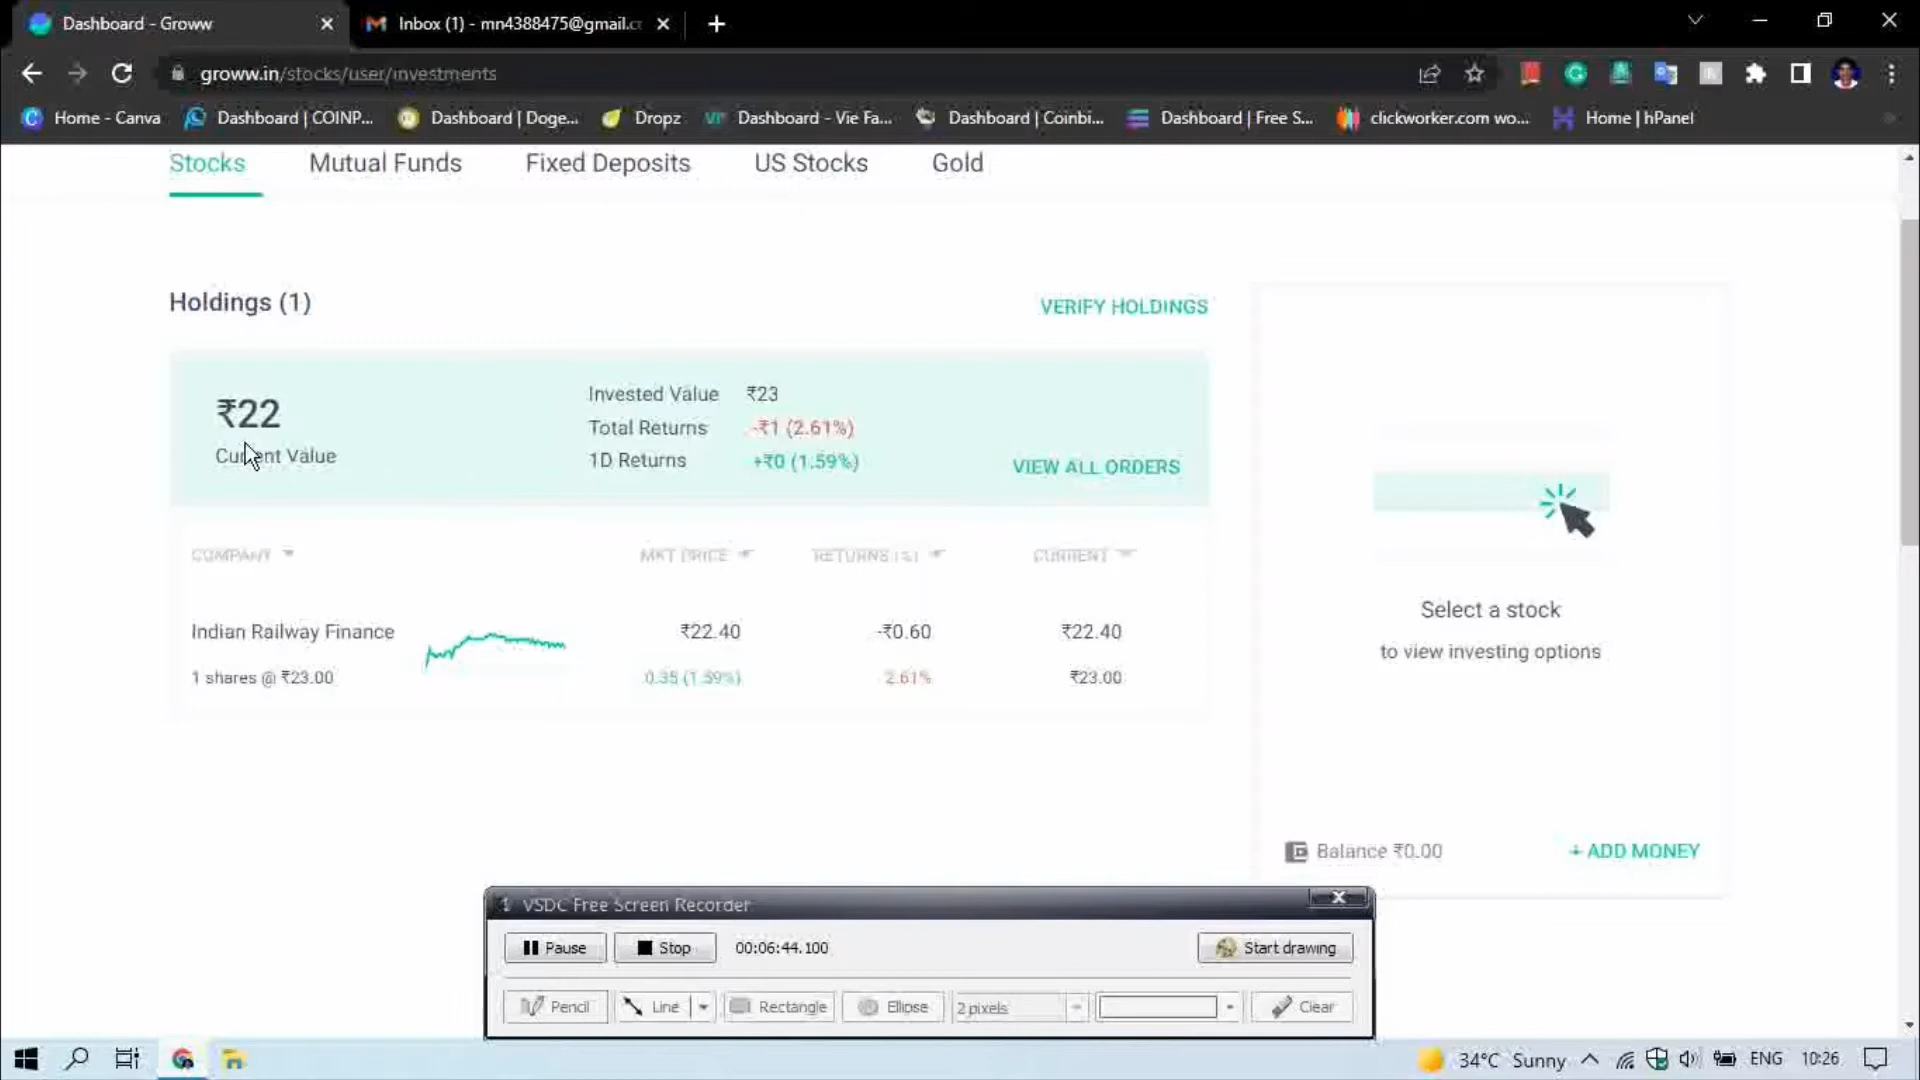 Dashboard - Groww
Inbox (1) - mn4388475@gmail.c
groww.in/stocks/user/investments
Home - Canva
Dashboard | COINP...
Dashboard | Doge...
Dropz
Dashboard - Vie Fa...
Dashboard | Coinbi...
Dashboard | Free S...
clickworker.com wo...
Home | hPanel
Stocks
Mutual Funds
Fixed Deposits
US Stocks
Gold
Holdings (1)
VERIFY HOLDINGS
₹22
Current Value
Invested Value ₹23
Total Returns -₹1 (2.61%)
1D Returns +₹0 (1.59%)
VIEW ALL ORDERS
COMPANY
MKT PRICE
RETURNS (%)
CURRENT
Indian Railway Finance
₹22.40
-₹0.60
₹22.40
1 shares @ ₹23.00
0.35 (1.59%)
2.61%
₹23.00
Select a stock
to view investing options
Balance ₹0.00
+ ADD MONEY
VSDC Free Screen Recorder
Pause
Stop
00:06:44.100
Start drawing
Pencil
Line
Rectangle
Ellipse
2 pixels
Clear
34°C Sunny
ENG
10:26